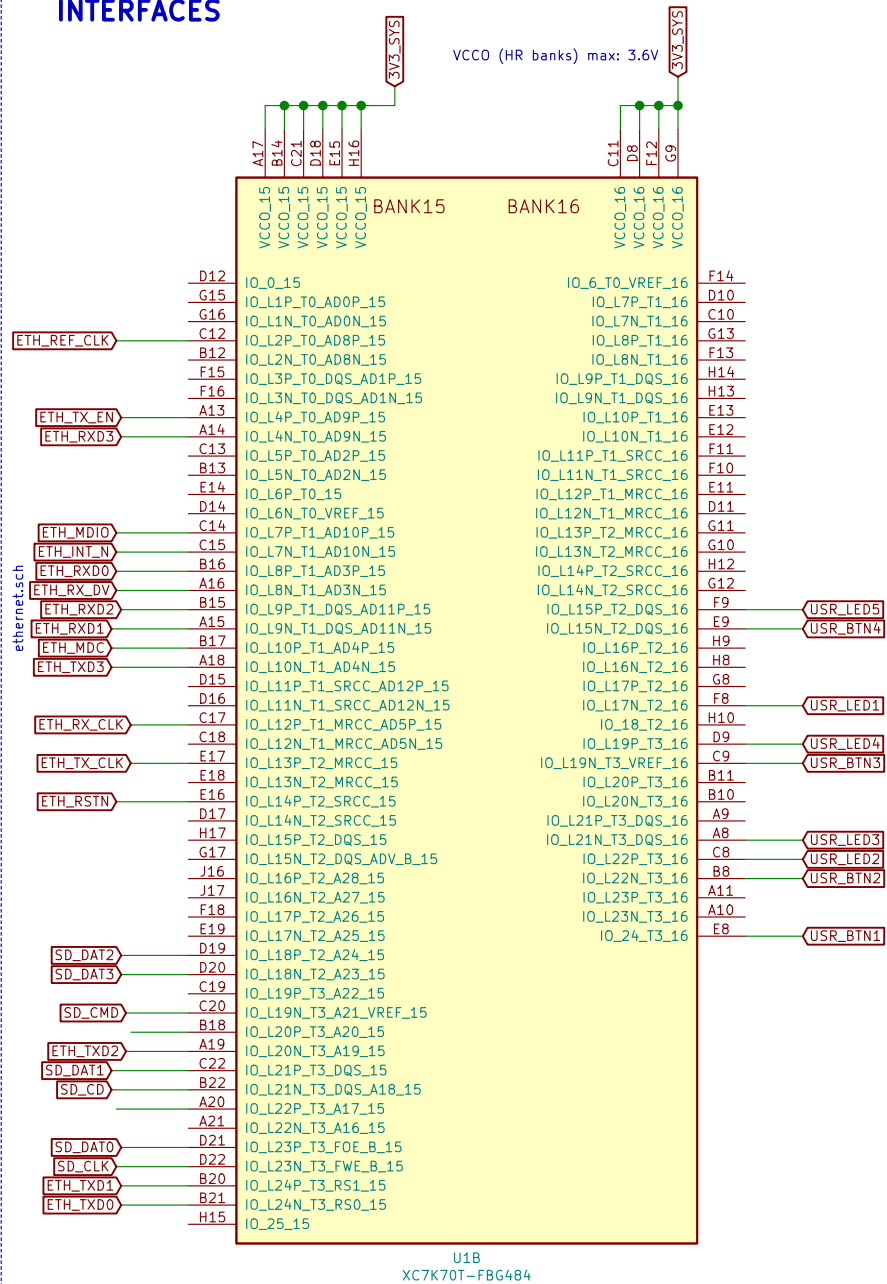 INTERFACES
3V3_SYS
VCCO (HR banks) max: 3.6V
3V3_SYS
A17 B14 C21 D18 E15 H16
C11 D8 F12 G9
VCCO_15 VCCO_15 VCCO_15 VCCO_15 VCCO_15 VCCO_15
BANK15
BANK16
VCCO_16 VCCO_16 VCCO_16 VCCO_16
D12 IO_0_15 IO_6_T0_VREF_16 F14
G15 IO_L1P_T0_AD0P_15 IO_L7P_T1_16 D10
G16 IO_L1N_T0_AD0N_15 IO_L7N_T1_16 C10
ETH_REF_CLK C12 IO_L2P_T0_AD8P_15 IO_L8P_T1_16 G13
B12 IO_L2N_T0_AD8N_15 IO_L8N_T1_16 F13
F15 IO_L3P_T0_DQS_AD1P_15 IO_L9P_T1_DQS_16 H14
F16 IO_L3N_T0_DQS_AD1N_15 IO_L9N_T1_DQS_16 H13
ETH_TX_EN A13 IO_L4P_T0_AD9P_15 IO_L10P_T1_16 E13
ETH_RXD3 A14 IO_L4N_T0_AD9N_15 IO_L10N_T1_16 E12
C13 IO_L5P_T0_AD2P_15 IO_L11P_T1_SRCC_16 F11
B13 IO_L5N_T0_AD2N_15 IO_L11N_T1_SRCC_16 F10
E14 IO_L6P_T0_15 IO_L12P_T1_MRCC_16 E11
D14 IO_L6N_T0_VREF_15 IO_L12N_T1_MRCC_16 D11
ETH_MDIO C14 IO_L7P_T1_AD10P_15 IO_L13P_T2_MRCC_16 G11
ETH_INT_N C15 IO_L7N_T1_AD10N_15 IO_L13N_T2_MRCC_16 G10
ETH_RXD0 B16 IO_L8P_T1_AD3P_15 IO_L14P_T2_SRCC_16 H12
ETH_RX_DV A16 IO_L8N_T1_AD3N_15 IO_L14N_T2_SRCC_16 G12
ethernet.sch
ETH_RXD2 B15 IO_L9P_T1_DQS_AD11P_15 IO_L15P_T2_DQS_16 F9 USR_LED5
ETH_RXD1 A15 IO_L9N_T1_DQS_AD11N_15 IO_L15N_T2_DQS_16 E9 USR_BTN4
ETH_MDC B17 IO_L10P_T1_AD4P_15 IO_L16P_T2_16 H9
ETH_TXD3 A18 IO_L10N_T1_AD4N_15 IO_L16N_T2_16 H8
D15 IO_L11P_T1_SRCC_AD12P_15 IO_L17P_T2_16 G8
D16 IO_L11N_T1_SRCC_AD12N_15 IO_L17N_T2_16 F8 USR_LED1
ETH_RX_CLK C17 IO_L12P_T1_MRCC_AD5P_15 IO_18_T2_16 H10
C18 IO_L12N_T1_MRCC_AD5N_15 IO_L19P_T3_16 D9 USR_LED4
ETH_TX_CLK E17 IO_L13P_T2_MRCC_15 IO_L19N_T3_VREF_16 C9 USR_BTN3
E18 IO_L13N_T2_MRCC_15 IO_L20P_T3_16 B11
ETH_RSTN E16 IO_L14P_T2_SRCC_15 IO_L20N_T3_16 B10
D17 IO_L14N_T2_SRCC_15 IO_L21P_T3_DQS_16 A9
H17 IO_L15P_T2_DQS_15 IO_L21N_T3_DQS_16 A8 USR_LED3
G17 IO_L15N_T2_DQS_ADV_B_15 IO_L22P_T3_16 C8 USR_LED2
J16 IO_L16P_T2_A28_15 IO_L22N_T3_16 B8 USR_BTN2
J17 IO_L16N_T2_A27_15 IO_L23P_T3_16 A11
F18 IO_L17P_T2_A26_15 IO_L23N_T3_16 A10
E19 IO_L17N_T2_A25_15 IO_24_T3_16 E8 USR_BTN1
SD_DAT2 D19 IO_L18P_T2_A24_15
SD_DAT3 D20 IO_L18N_T2_A23_15
C19 IO_L19P_T3_A22_15
SD_CMD C20 IO_L19N_T3_A21_VREF_15
B18 IO_L20P_T3_A20_15
ETH_TXD2 A19 IO_L20N_T3_A19_15
SD_DAT1 C22 IO_L21P_T3_DQS_15
SD_CD B22 IO_L21N_T3_DQS_A18_15
A20 IO_L22P_T3_A17_15
A21 IO_L22N_T3_A16_15
SD_DAT0 D21 IO_L23P_T3_FOE_B_15
SD_CLK D22 IO_L23N_T3_FWE_B_15
ETH_TXD1 B20 IO_L24P_T3_RS1_15
ETH_TXD0 B21 IO_L24N_T3_RS0_15
H15 IO_25_15
U1B
XC7K70T-FBG484